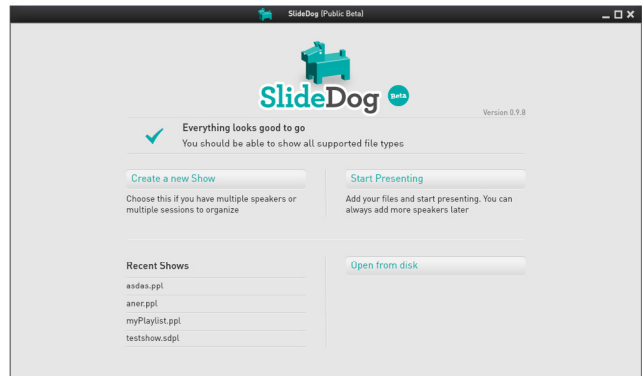 SlideDog (Public Beta)
SlideDog Beta
Version 0.9.8
Everything looks good to go
You should be able to show all supported file types
Create a new Show
Choose this if you have multiple speakers or
multiple sessions to organize
Start Presenting
Add your files and start presenting. You can
always add more speakers later
Recent Shows
asdas.ppl
aner.ppl
myPlaylist.ppl
testshow.sdpl
Open from disk